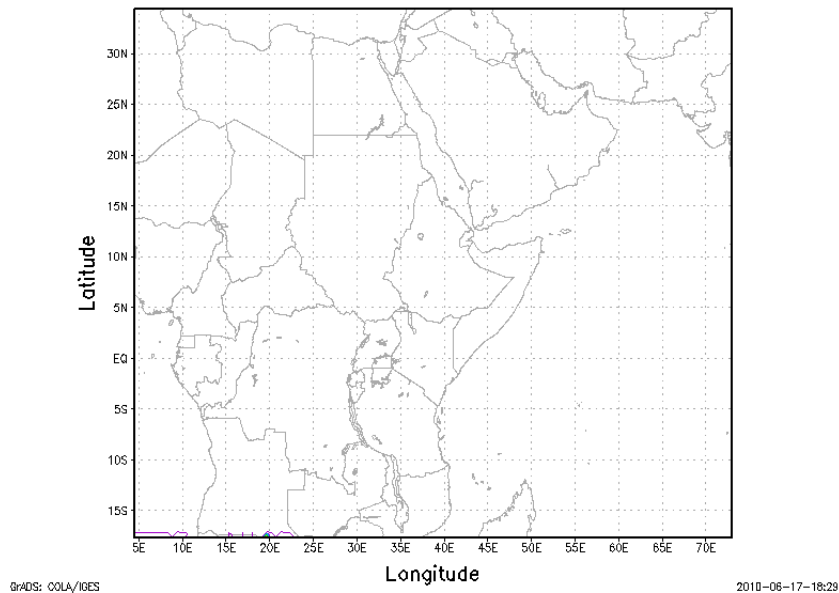 30N
25N
20N
15N
10N
5N
EQ
5S
10S
15S
Latitude
5E 10E 15E 20E 25E 30E 35E 40E 45E 50E 55E 60E 65E 70E
Longitude
GrADS: COLA/IGES 2010-06-17-18:29